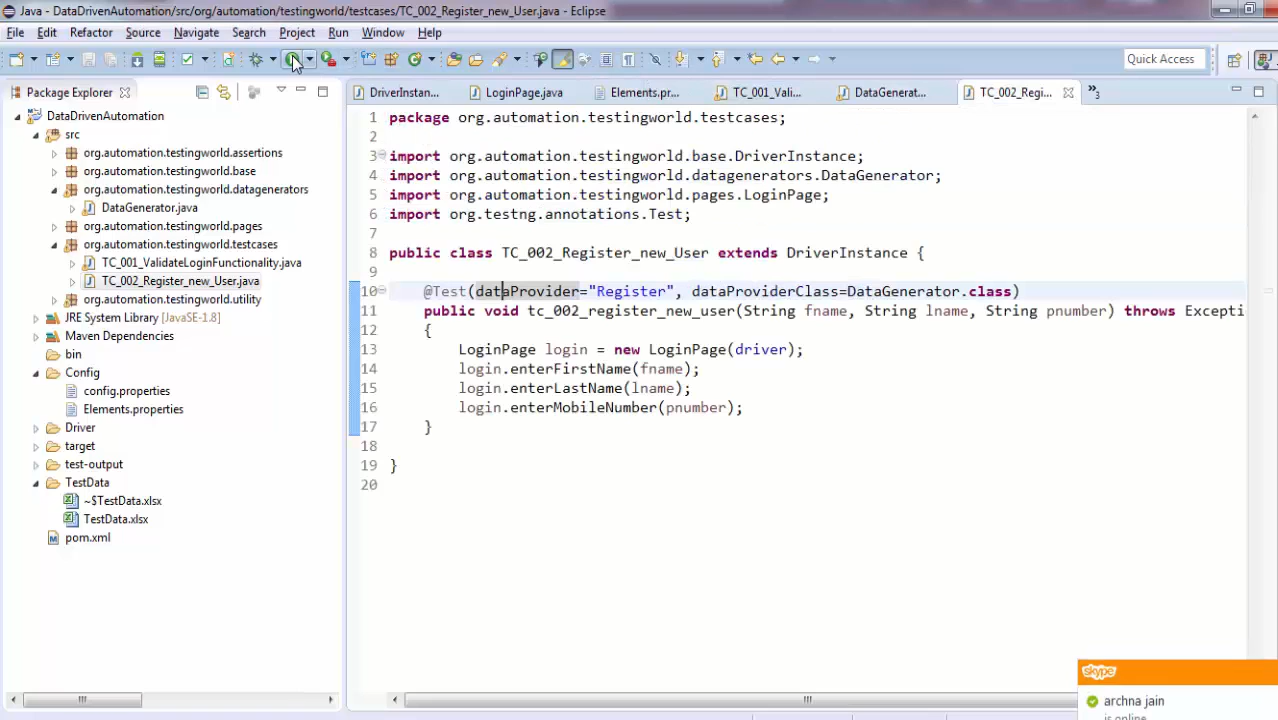 Java - DataDrivenAutomation/src/org/automation/testingworld/testcases/TC_002_Register_new_User.java - Eclipse
File Edit Refactor Source Navigate Search Project Run Window Help
Quick Access
Package Explorer
DriverInstan...
LoginPage.java
Elements.pr...
TC_001_Vali...
DataGenerat...
TC_002_Regi...
3
DataDrivenAutomation
src
org.automation.testingworld.assertions
org.automation.testingworld.base
org.automation.testingworld.datagenerators
DataGenerator.java
org.automation.testingworld.pages
org.automation.testingworld.testcases
TC_001_ValidateLoginFunctionality.java
TC_002_Register_new_User.java
org.automation.testingworld.utility
JRE System Library [JavaSE-1.8]
Maven Dependencies
bin
Config
config.properties
Elements.properties
Driver
target
test-output
TestData
~$TestData.xlsx
TestData.xlsx
pom.xml
1 package org.automation.testingworld.testcases;
2
3 import org.automation.testingworld.base.DriverInstance;
4 import org.automation.testingworld.datagenerators.DataGenerator;
5 import org.automation.testingworld.pages.LoginPage;
6 import org.testng.annotations.Test;
7
8 public class TC_002_Register_new_User extends DriverInstance {
9
10 @Test(dataProvider="Register", dataProviderClass=DataGenerator.class)
11 public void tc_002_register_new_user(String fname, String lname, String pnumber) throws Excepti
12 {
13 LoginPage login = new LoginPage(driver);
14 login.enterFirstName(fname);
15 login.enterLastName(lname);
16 login.enterMobileNumber(pnumber);
17 }
18
19 }
20
skype
archna jain
is online